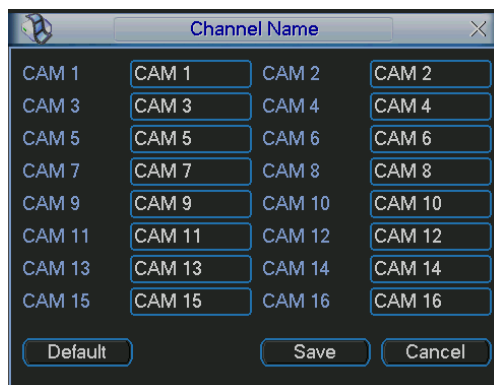 Channel Name
CAM 1 CAM 1 CAM 2 CAM 2
CAM 3 CAM 3 CAM 4 CAM 4
CAM 5 CAM 5 CAM 6 CAM 6
CAM 7 CAM 7 CAM 8 CAM 8
CAM 9 CAM 9 CAM 10 CAM 10
CAM 11 CAM 11 CAM 12 CAM 12
CAM 13 CAM 13 CAM 14 CAM 14
CAM 15 CAM 15 CAM 16 CAM 16
Default Save Cancel